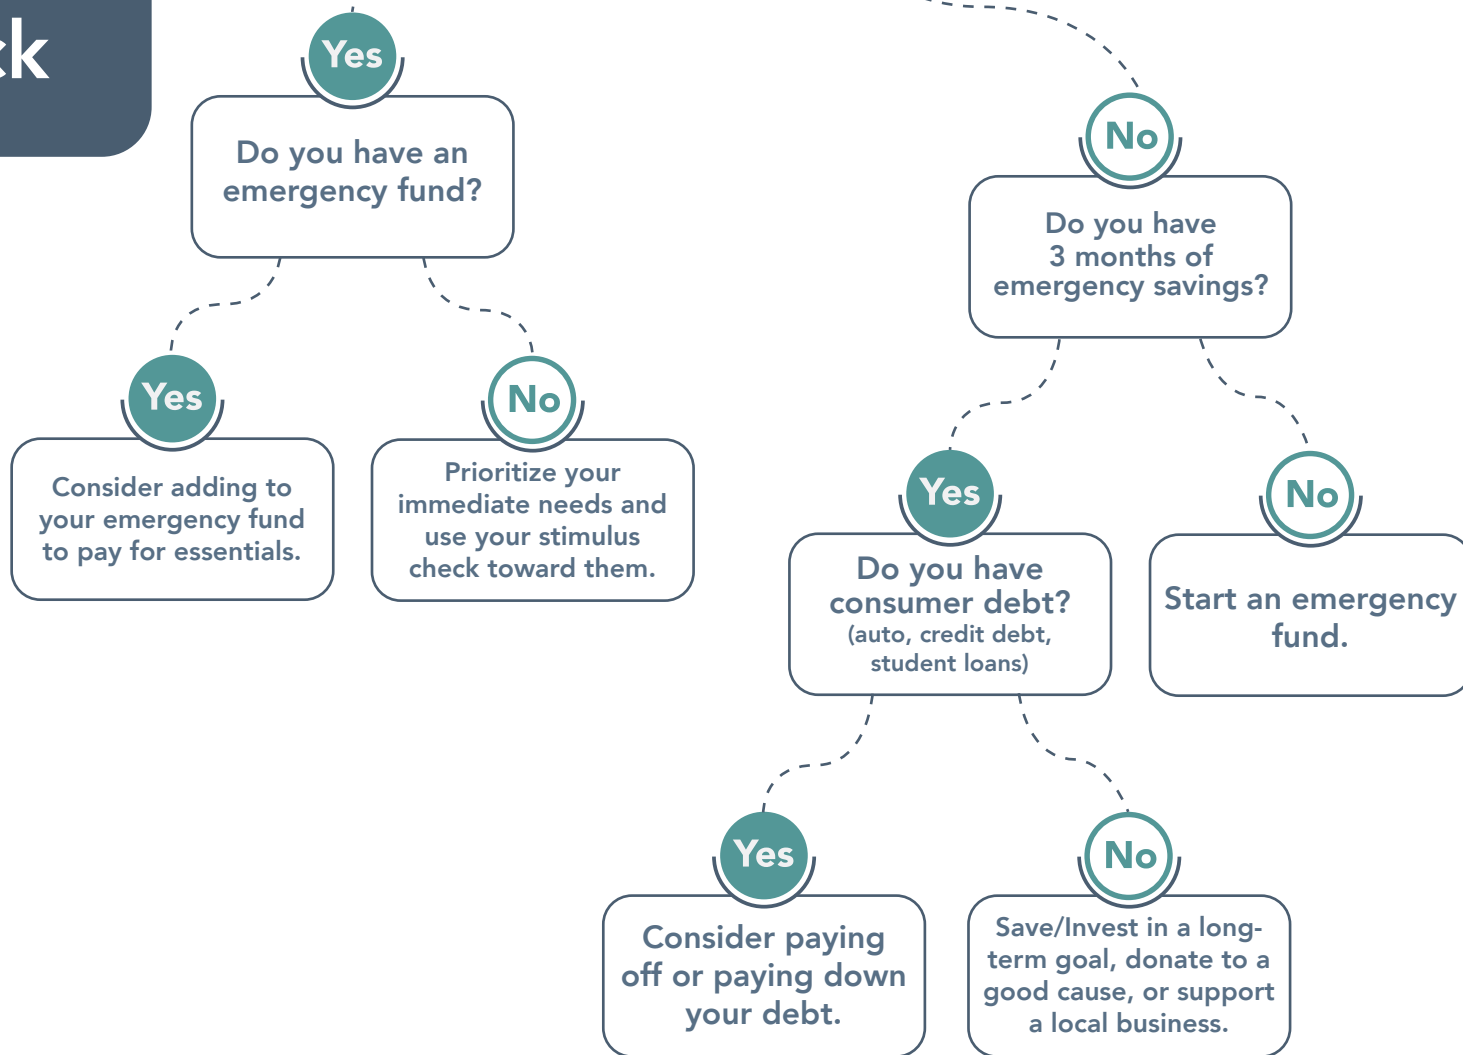 Yes
Do you have an
emergency fund?
Yes
Consider adding to
your emergency fund
to pay for essentials.
No
Prioritize your
immediate needs and
use your stimulus
check toward them.
No
Do you have
3 months of
emergency savings?
Yes
Do you have
consumer debt?
(auto, credit debt,
student loans)
No
Start an emergency
fund.
Yes
Consider paying
off or paying down
your debt.
No
Save/Invest in a long-
term goal, donate to a
good cause, or support
a local business.